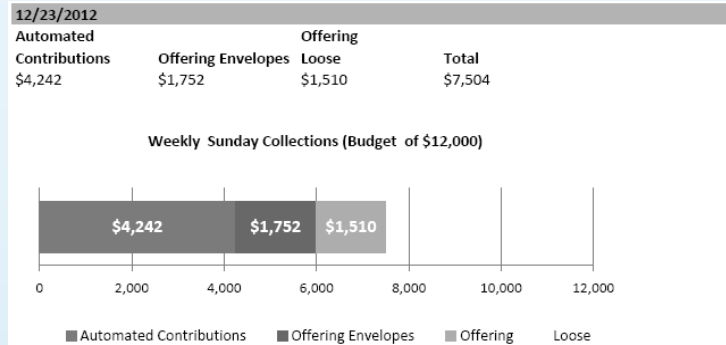 12/23/2012
Automated Contributions Offering Envelopes Offering Loose Total
$4,242 $1,752 $1,510 $7,504
Weekly Sunday Collections (Budget of $12,000)
$4,242 $1,752 $1,510
0 2,000 4,000 6,000 8,000 10,000 12,000
Automated Contributions Offering Envelopes Offering Loose